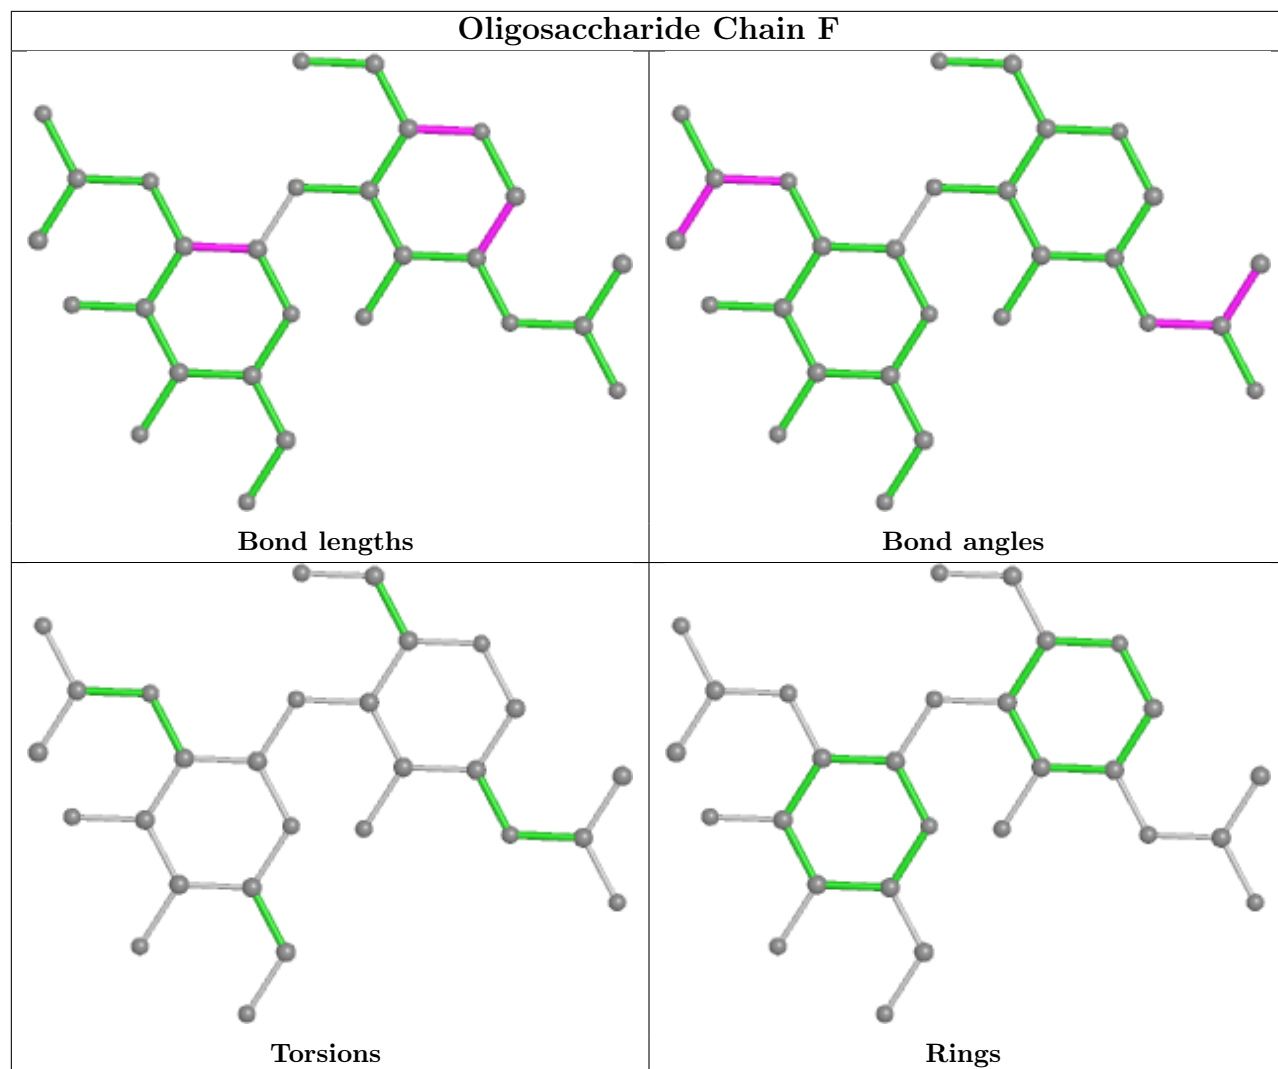 Oligosaccharide Chain F
Bond lengths
Bond angles
Torsions
Rings